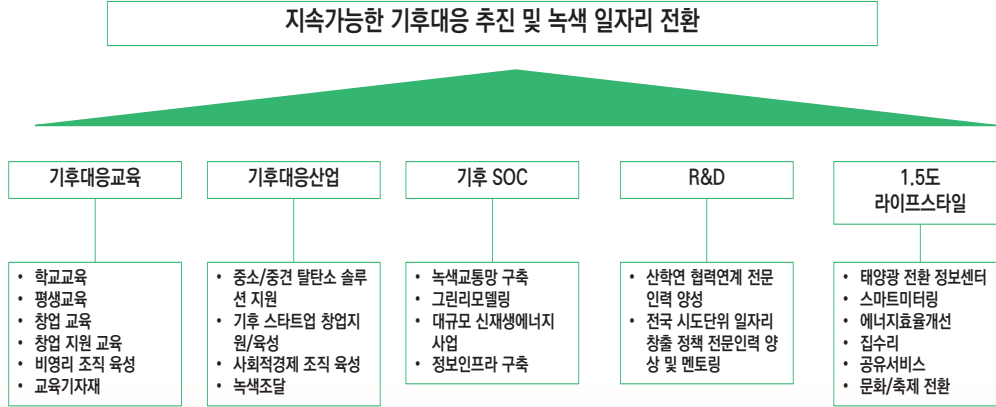 지속가능한 기후대응 추진 및 녹색 일자리 전환
기후대응교육
• 학교교육
• 평생교육
• 창업 교육
• 창업 지원 교육
• 비영리 조직 육성
• 교육기자재
기후대응산업
• 중소/중견 탈탄소 솔루
션 지원
• 기후 스타트업 창업지
원/육성
• 사회적경제 조직 육성
• 녹색조달
기후 SOC
• 녹색교통망 구축
• 그린리모델링
• 대규모 신재생에너지
사업
• 정보인프라 구축
R&D
• 산학연 협력연계 전문
인력 양성
• 전국 시도단위 일자리
창출 정책 전문인력 양
상 및 멘토링
1.5도
라이프스타일
• 태양광 전환 정보센터
• 스마트미터링
• 에너지효율개선
• 집수리
• 공유서비스
• 문화/축제 전환